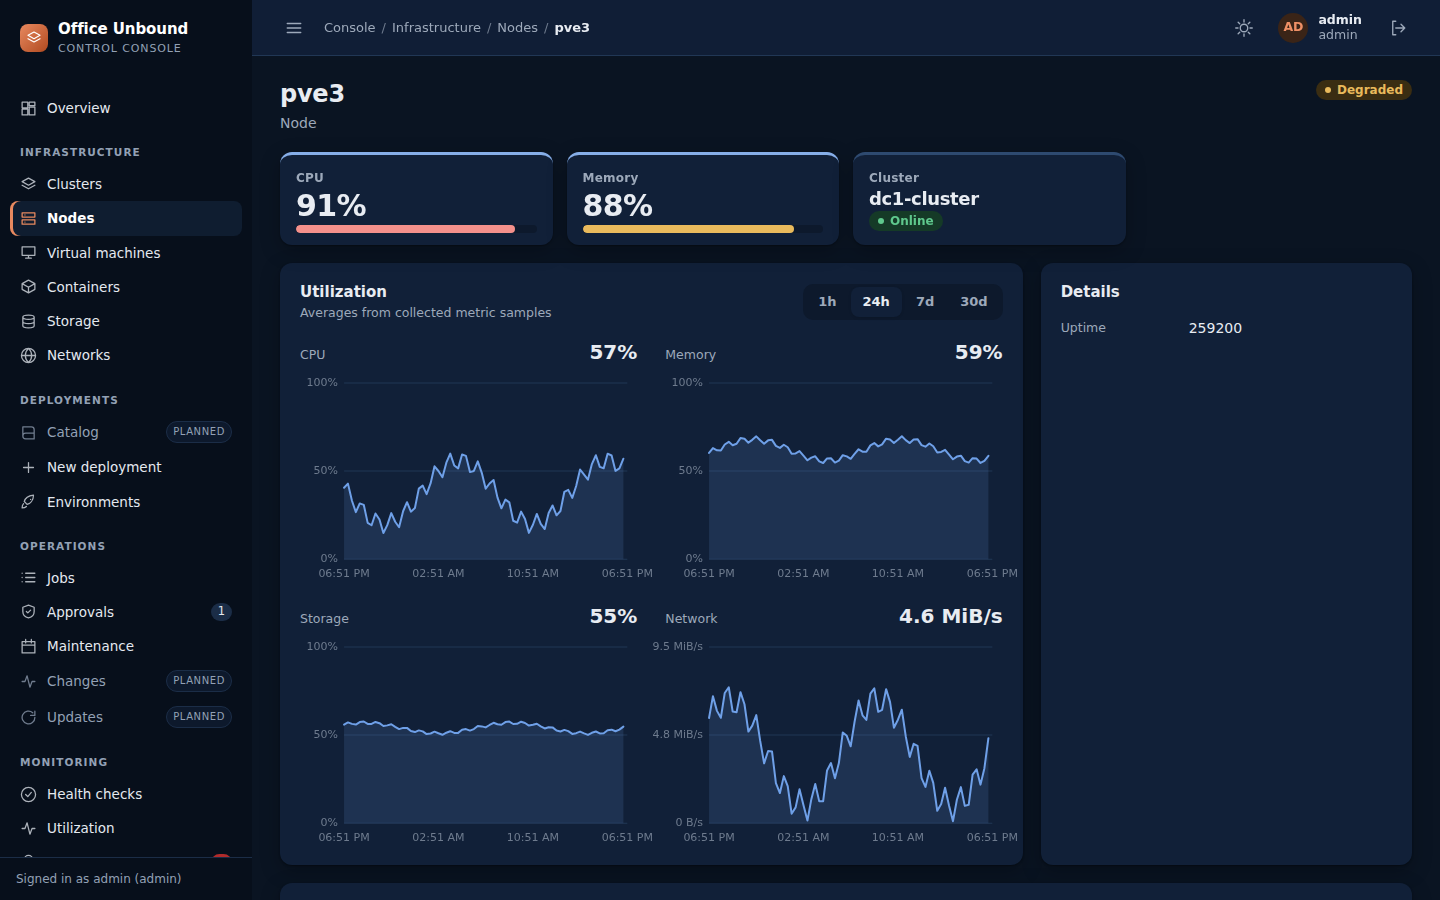 Office Unbound
CONTROL CONSOLE
Overview
INFRASTRUCTURE
Clusters
Nodes
Virtual machines
Containers
Storage
Networks
DEPLOYMENTS
Catalog PLANNED
New deployment
Environments
OPERATIONS
Jobs
Approvals 1
Maintenance
Changes PLANNED
Updates PLANNED
MONITORING
Health checks
Utilization
Signed in as admin (admin)
Console / Infrastructure / Nodes / pve3
AD
admin
admin
pve3
Node
Degraded
CPU
91%
Memory
88%
Cluster
dc1-cluster
Online
Utilization
Averages from collected metric samples
1h 24h 7d 30d
CPU 57%
100%
50%
0%
06:51 PM 02:51 AM 10:51 AM 06:51 PM
Memory 59%
100%
50%
0%
06:51 PM 02:51 AM 10:51 AM 06:51 PM
Storage 55%
100%
50%
0%
06:51 PM 02:51 AM 10:51 AM 06:51 PM
Network 4.6 MiB/s
9.5 MiB/s
4.8 MiB/s
0 B/s
06:51 PM 02:51 AM 10:51 AM 06:51 PM
Details
Uptime 259200